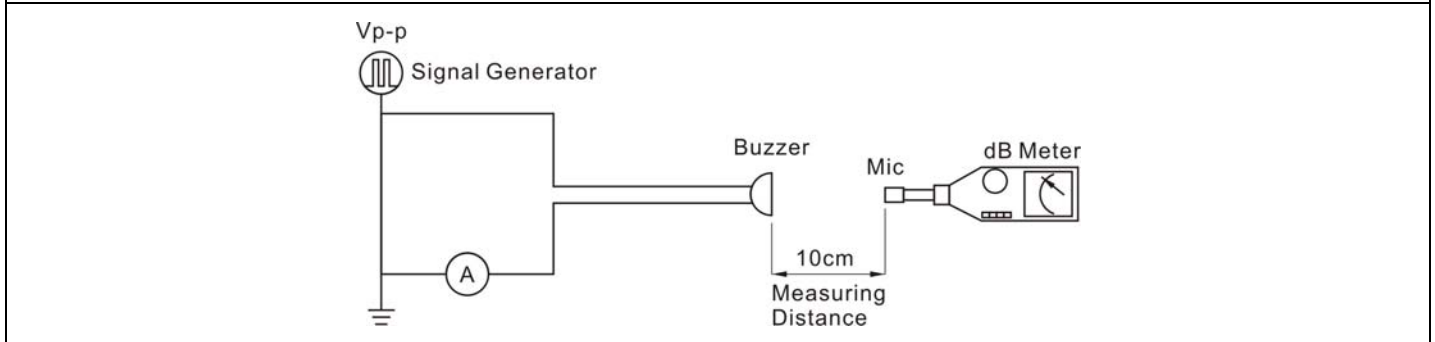 Vp-p
Signal Generator
Buzzer
Mic
dB Meter
A
10cm
Measuring
Distance